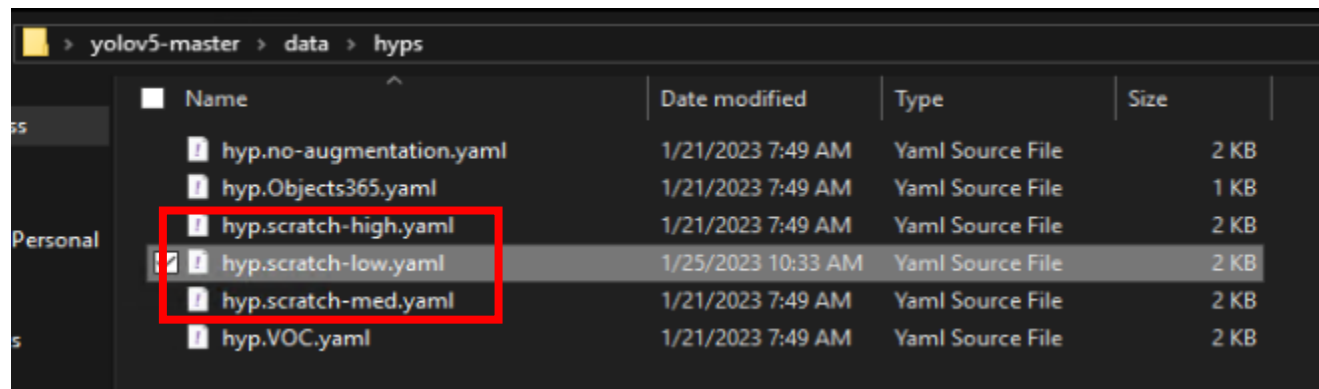 > yolov5-master > data > hyps
Name Date modified Type Size
ss
hyp.no-augmentation.yaml 1/21/2023 7:49 AM Yaml Source File 2 KB
hyp.Objects365.yaml 1/21/2023 7:49 AM Yaml Source File 1 KB
hyp.scratch-high.yaml 1/21/2023 7:49 AM Yaml Source File 2 KB
Personal
hyp.scratch-low.yaml 1/25/2023 10:33 AM Yaml Source File 2 KB
hyp.scratch-med.yaml 1/21/2023 7:49 AM Yaml Source File 2 KB
s hyp.VOC.yaml 1/21/2023 7:49 AM Yaml Source File 2 KB